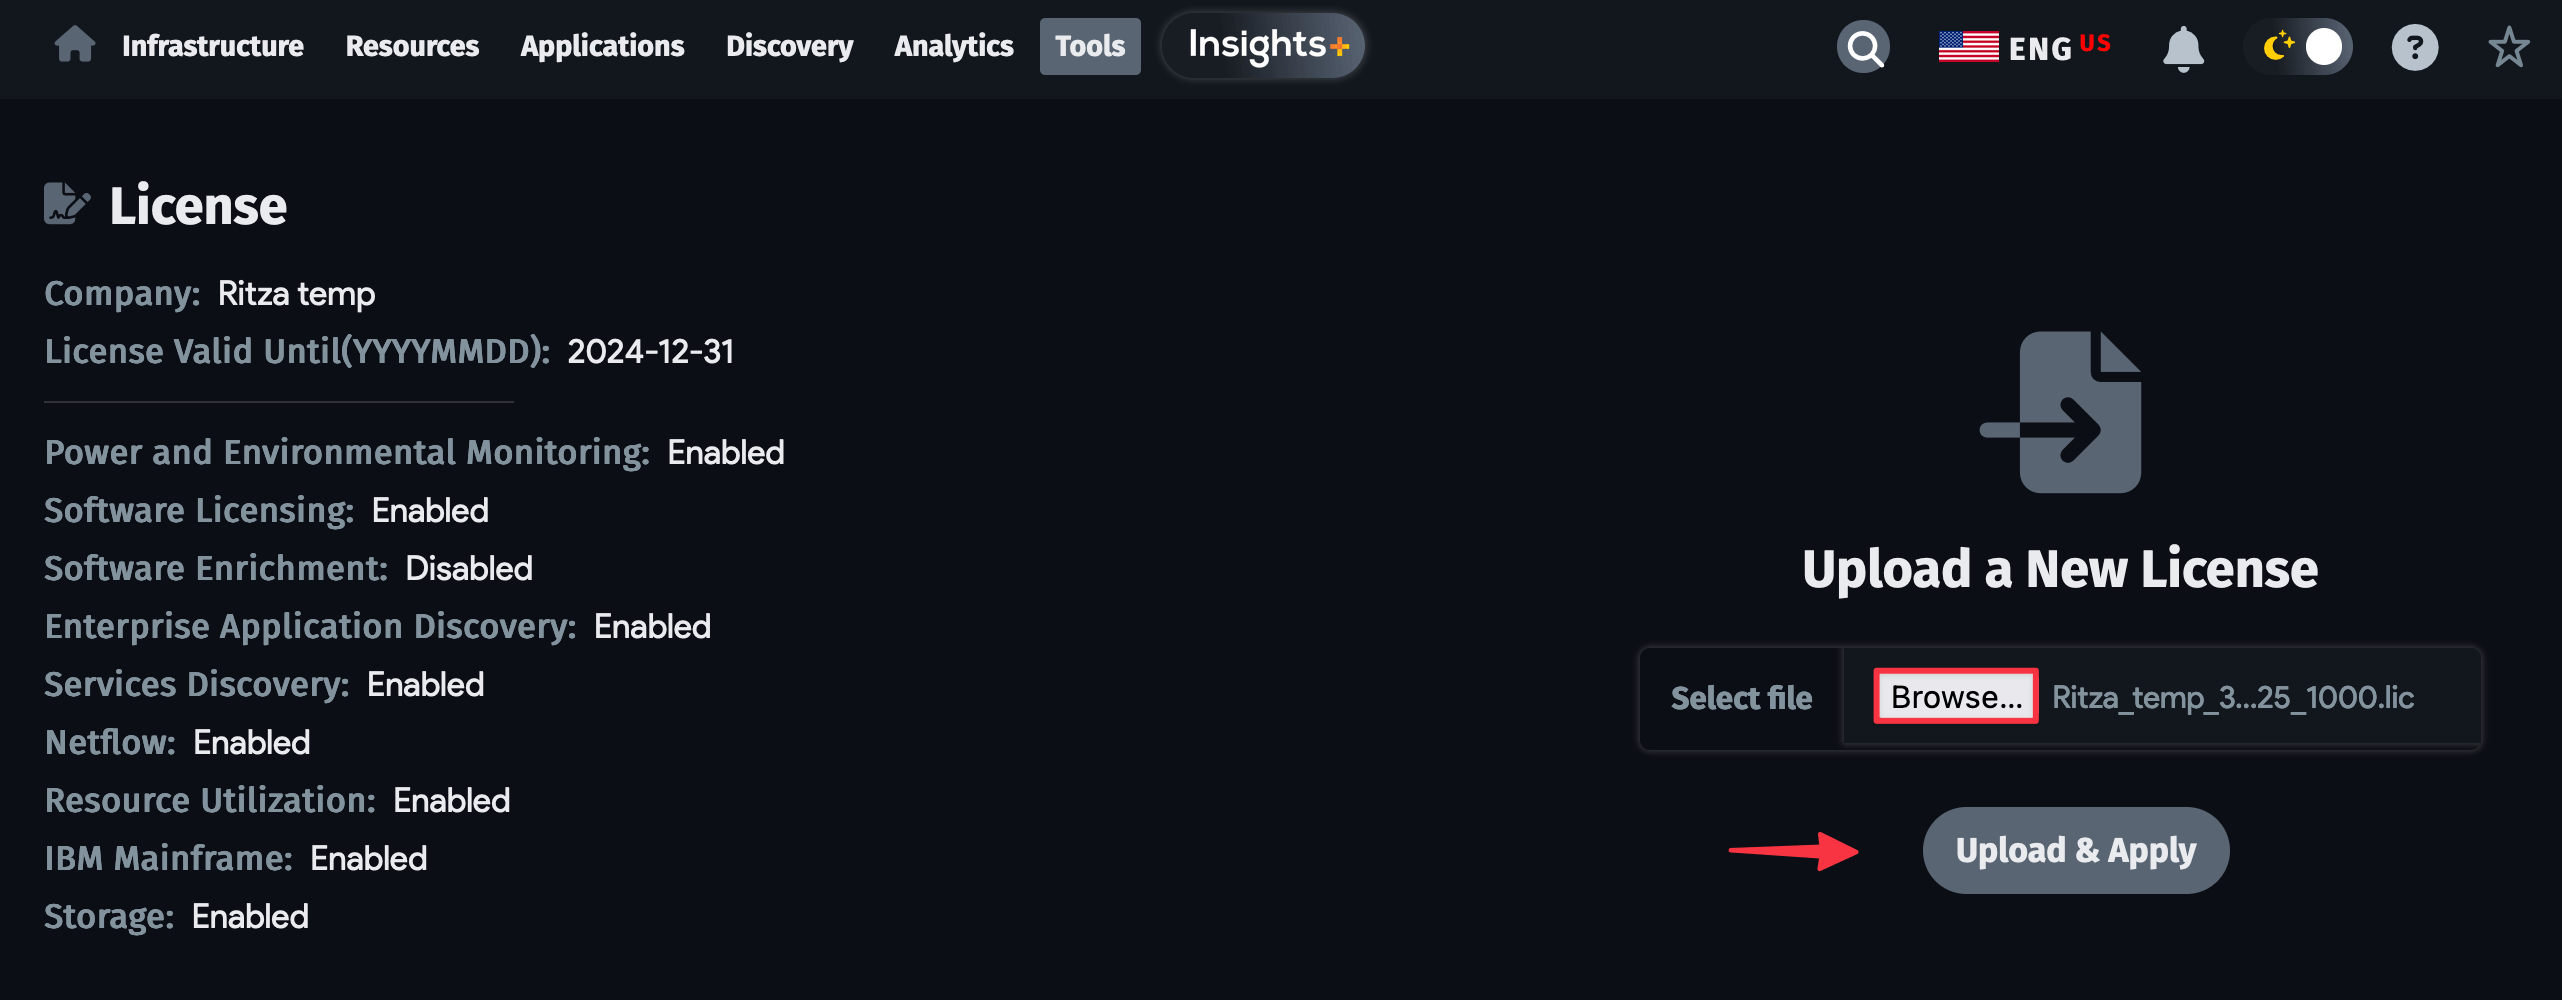 Infrastructure Resources Applications Discovery Analytics Tools Insights+ ENG US ?
License
Company: Ritza temp
License Valid Until(YYYYMMDD): 2024-12-31
Power and Environmental Monitoring: Enabled
Software Licensing: Enabled
Software Enrichment: Disabled
Enterprise Application Discovery: Enabled
Services Discovery: Enabled
Netflow: Enabled
Resource Utilization: Enabled
IBM Mainframe: Enabled
Storage: Enabled
Upload a New License
Select file Browse... Ritza_temp_3...25_1000.lic
Upload & Apply